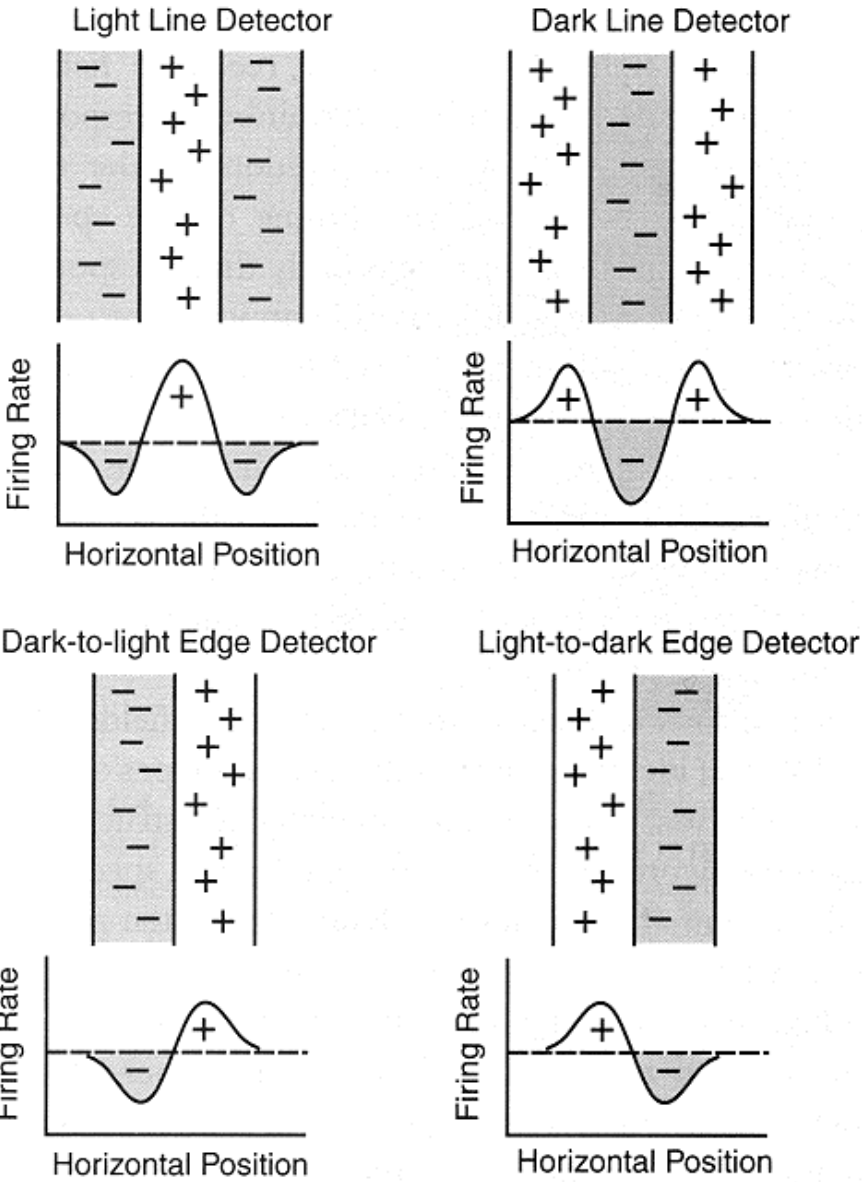 Light Line Detector
Dark Line Detector
Firing Rate
Horizontal Position
Firing Rate
Horizontal Position
Dark-to-light Edge Detector
Light-to-dark Edge Detector
Firing Rate
Horizontal Position
Firing Rate
Horizontal Position